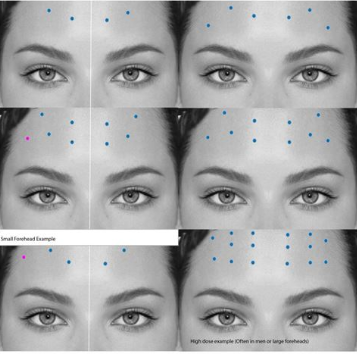 Small Forehead Example
High dose example (Often in men or large foreheads)